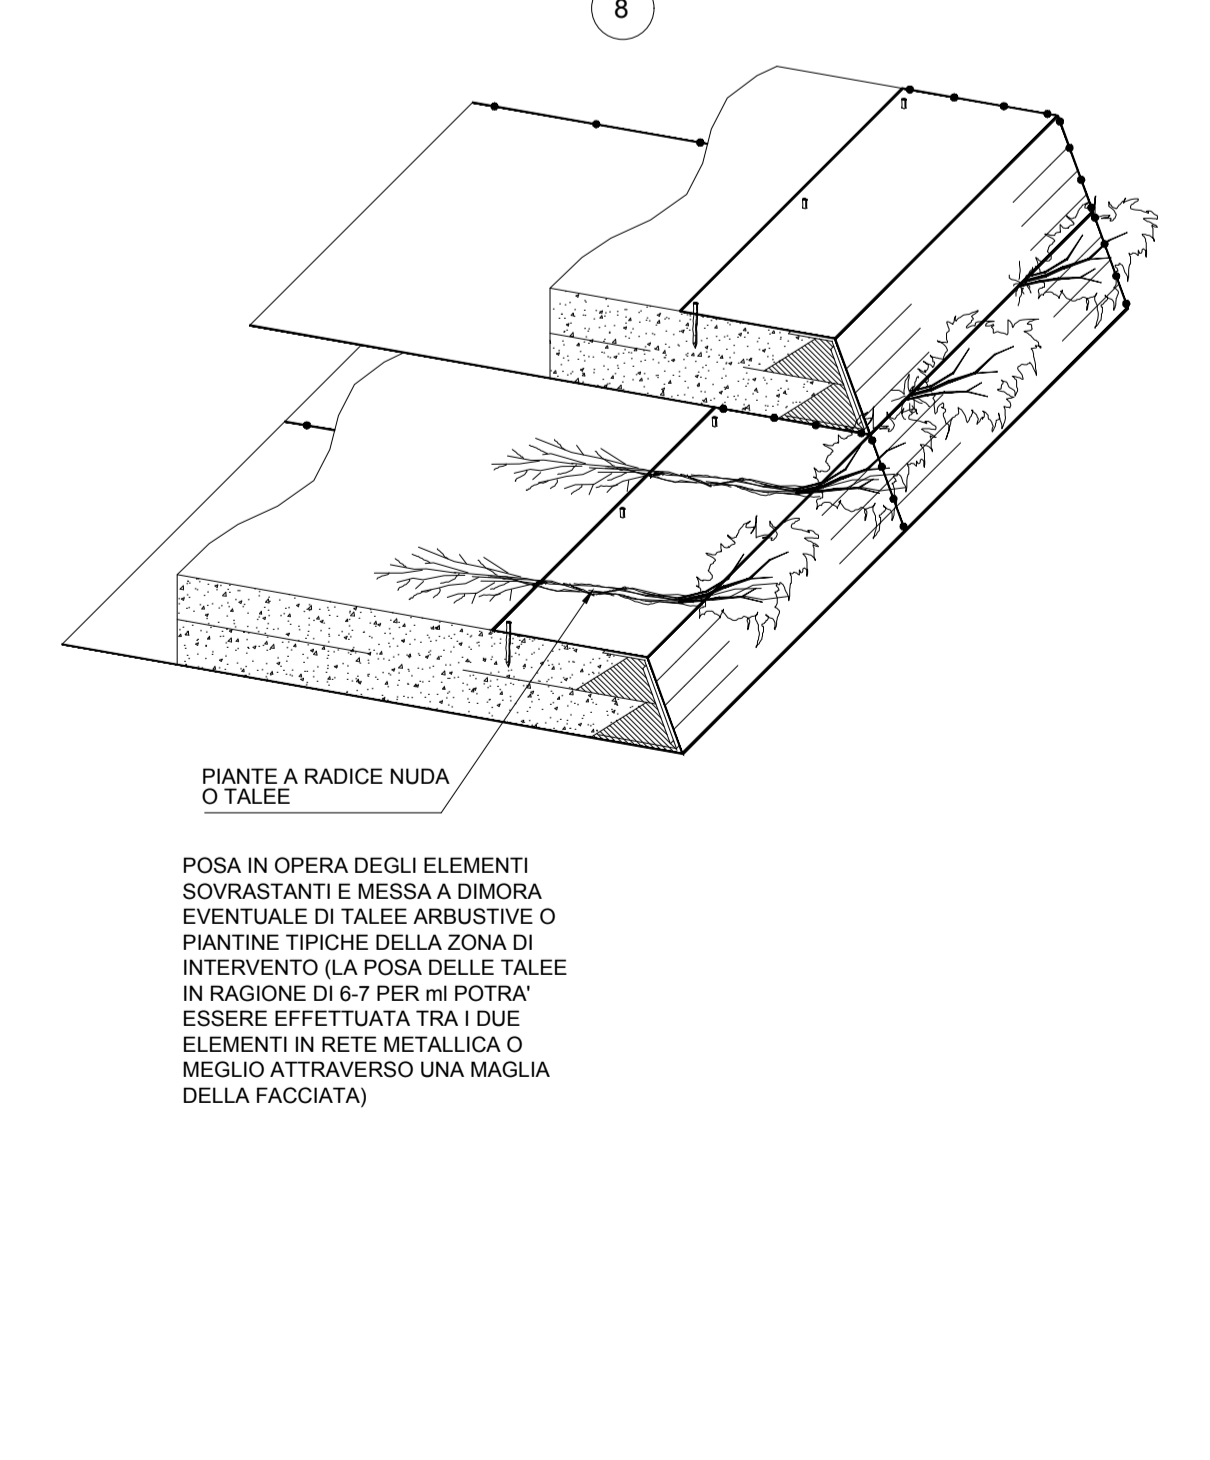 8
PIANTE A RADICE NUDA
O TALEE
POSA IN OPERA DEGLI ELEMENTI
SOVRASTANTI E MESSA A DIMORA
EVENTUALE DI TALEE ARBUSTIVE O
PIANTINE TIPICHE DELLA ZONA DI
INTERVENTO (LA POSA DELLE TALEE
IN RAGIONE DI 6-7 PER ml POTRA'
ESSERE EFFETTUATA TRA I DUE
ELEMENTI IN RETE METALLICA O
MEGLIO ATTRAVERSO UNA MAGLIA
DELLA FACCIATA)